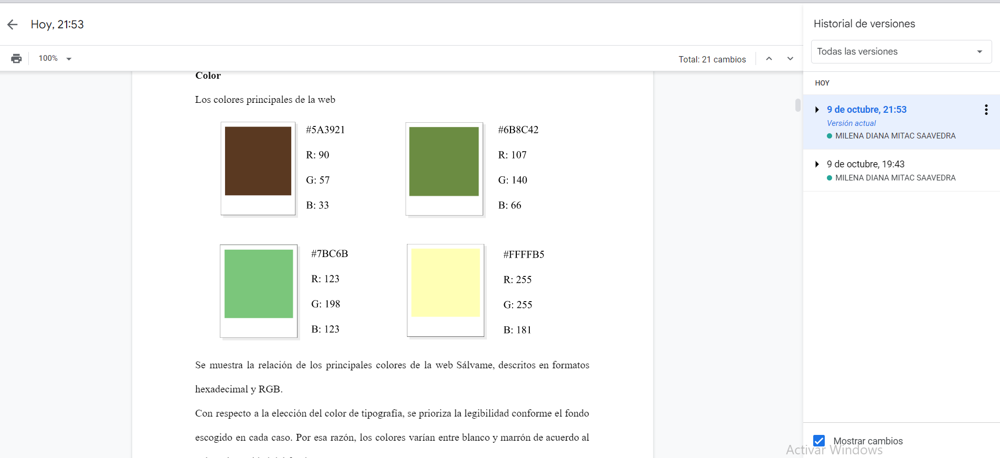 Hoy, 21:53
100%
Total: 21 cambios
Color
Los colores principales de la web
#5A3921
R: 90
G: 57
B: 33
#6B8C42
R: 107
G: 140
B: 66
#7BC6B
R: 123
G: 198
B: 123
#FFFFB5
R: 255
G: 255
B: 181
Se muestra la relación de los principales colores de la web Sálvame, descritos en formatos
hexadecimal y RGB.
Con respecto a la elección del color de tipografía, se prioriza la legibilidad conforme el fondo
escogido en cada caso. Por esa razón, los colores varían entre blanco y marrón de acuerdo al
Historial de versiones
Todas las versiones
HOY
9 de octubre, 21:53
Versión actual
MILENA DIANA MITAC SAAVEDRA
9 de octubre, 19:43
MILENA DIANA MITAC SAAVEDRA
Mostrar cambios
Activar Windows